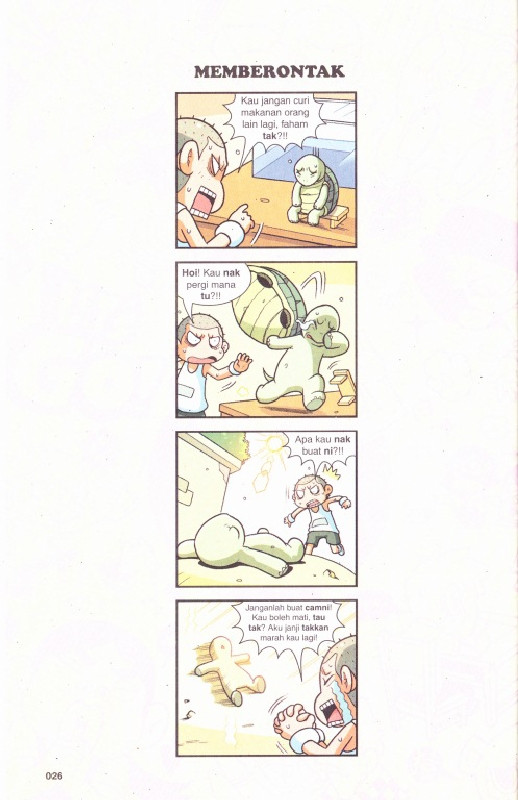 MEMBERONTAK
Kau jangan curi
makanan orang
lain lagi, faham
tak?!!
Hoi! Kau nak
pergi mana
tu?!!
Apa kau nak
buat ni?!!
Janganlah buat camni!
Kau boleh mati, tau
tak? Aku janji takkan
marah kau lagi!
026